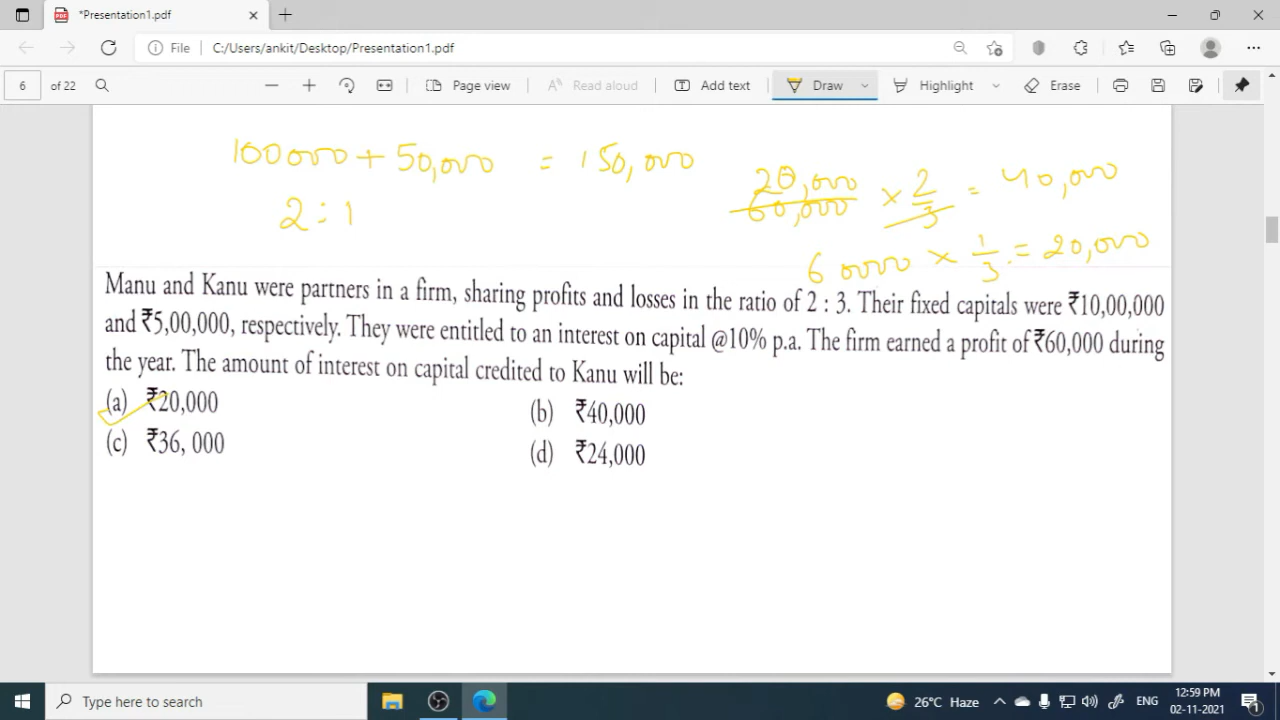 *Presentation1.pdf
File C:/Users/ankit/Desktop/Presentation1.pdf
6 of 22 Page view Read aloud Add text Draw Highlight Erase
100000 + 50,000 = 150,000
20,000
60,000 × 2/3 = 40,000
2 : 1
60000 × 1/3 = 20,000
Manu and Kanu were partners in a firm, sharing profits and losses in the ratio of 2 : 3. Their fixed capitals were ₹10,00,000
and ₹5,00,000, respectively. They were entitled to an interest on capital @10% p.a. The firm earned a profit of ₹60,000 during
the year. The amount of interest on capital credited to Kanu will be:
(a) ₹20,000 (b) ₹40,000
(c) ₹36, 000 (d) ₹24,000
Type here to search 26°C Haze ENG 12:59 PM
02-11-2021 1